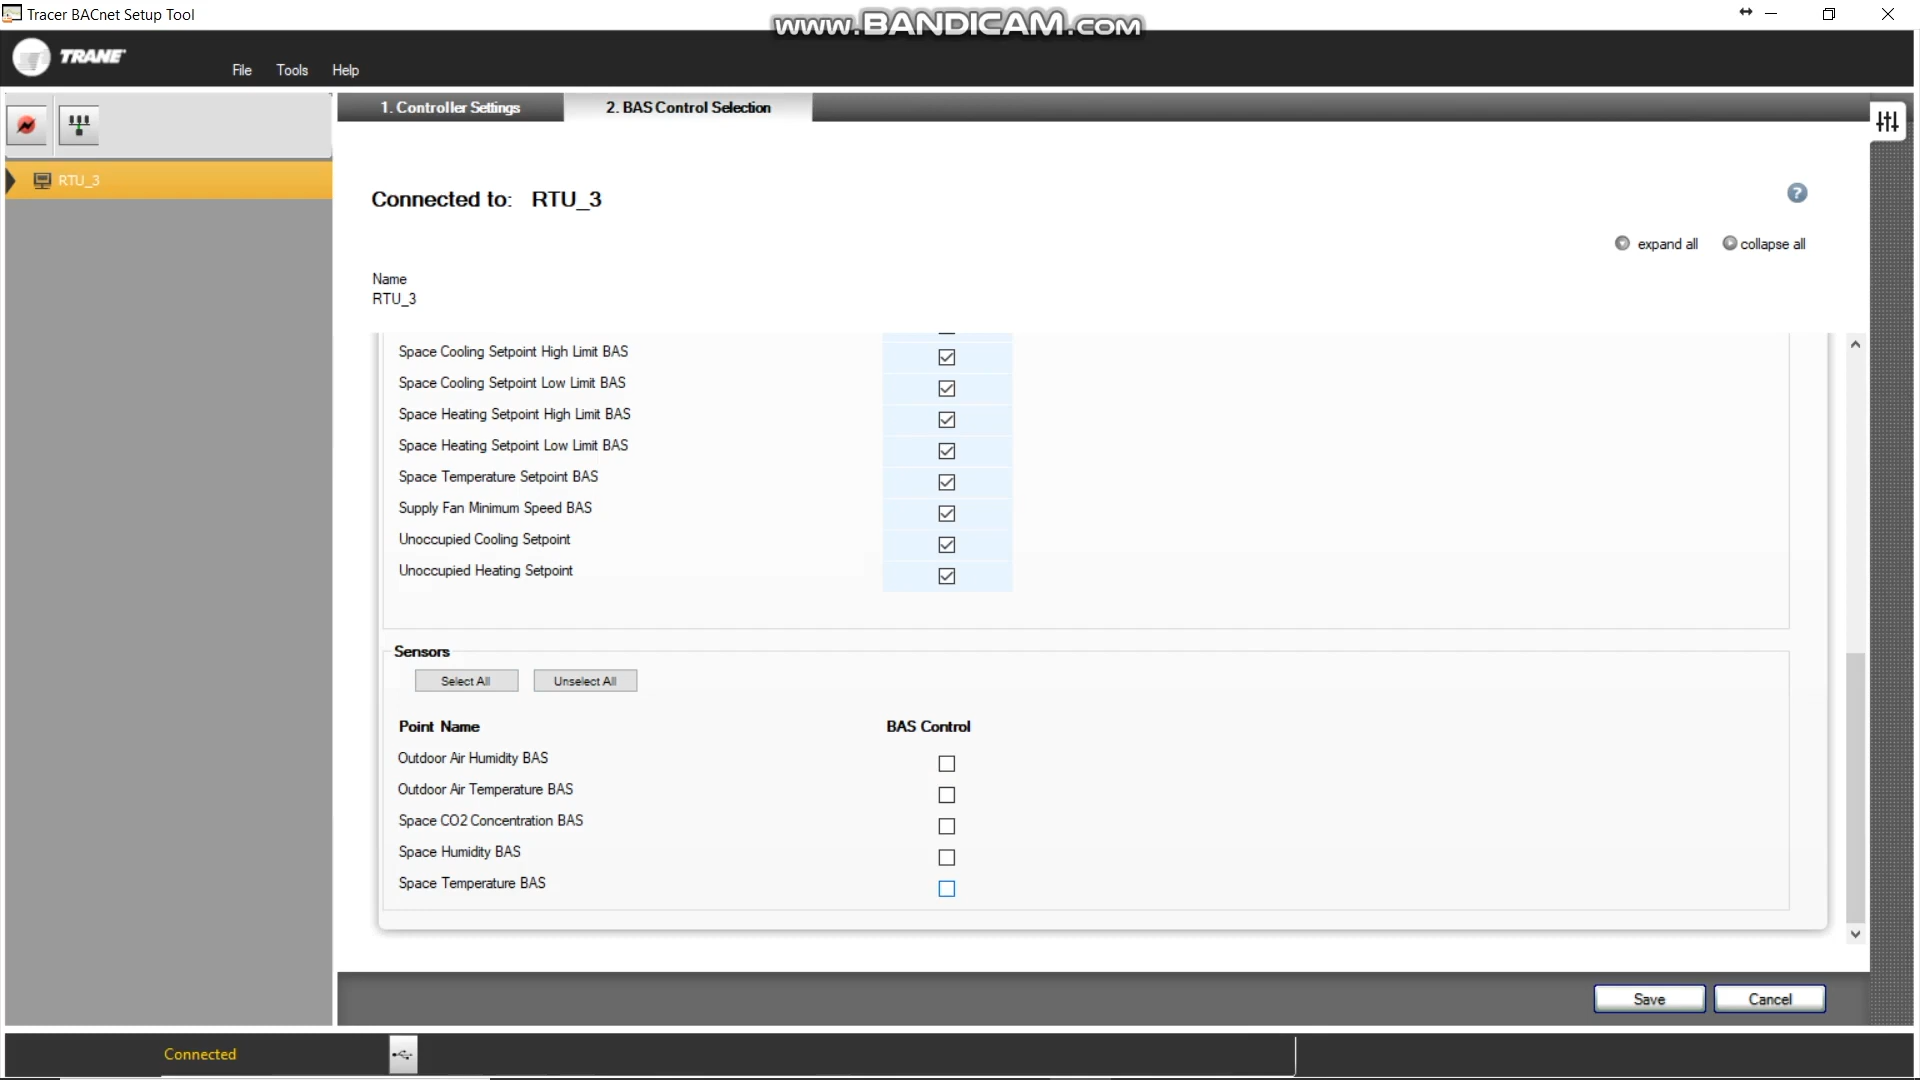 Tracer BACnet Setup Tool
www.BANDICAM.com
TRANE
File Tools Help
1. Controller Settings 2. BAS Control Selection
RTU_3
Connected to: RTU_3
?
expand all collapse all
Name
RTU_3
Space Cooling Setpoint High Limit BAS
Space Cooling Setpoint Low Limit BAS
Space Heating Setpoint High Limit BAS
Space Heating Setpoint Low Limit BAS
Space Temperature Setpoint BAS
Supply Fan Minimum Speed BAS
Unoccupied Cooling Setpoint
Unoccupied Heating Setpoint
Sensors
Select All Unselect All
Point Name BAS Control
Outdoor Air Humidity BAS
Outdoor Air Temperature BAS
Space CO2 Concentration BAS
Space Humidity BAS
Space Temperature BAS
Save Cancel
Connected